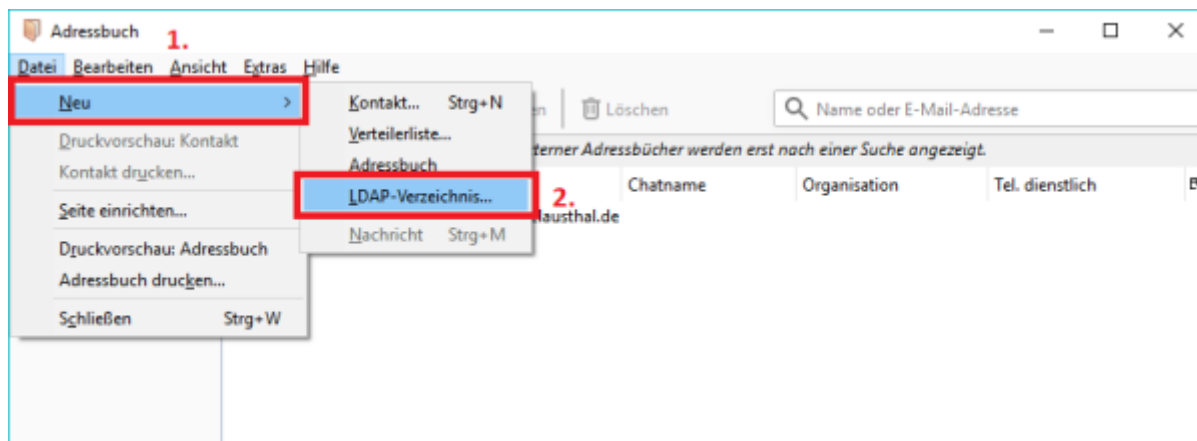 Adressbuch
1.
Datei Bearbeiten Ansicht Extras Hilfe
Neu >
Kontakt... Strg+N
Löschen
Name oder E-Mail-Adresse
Druckvorschau: Kontakt
Verteilerliste...
Adressbücher werden erst nach einer Suche angezeigt.
Kontakt drucken...
Adressbuch
Chatname Organisation Tel. dienstlich
LDAP-Verzeichnis...
2.
Seite einrichten...
lausthal.de
Nachricht Strg+M
Druckvorschau: Adressbuch
Adressbuch drucken...
Schließen Strg+W